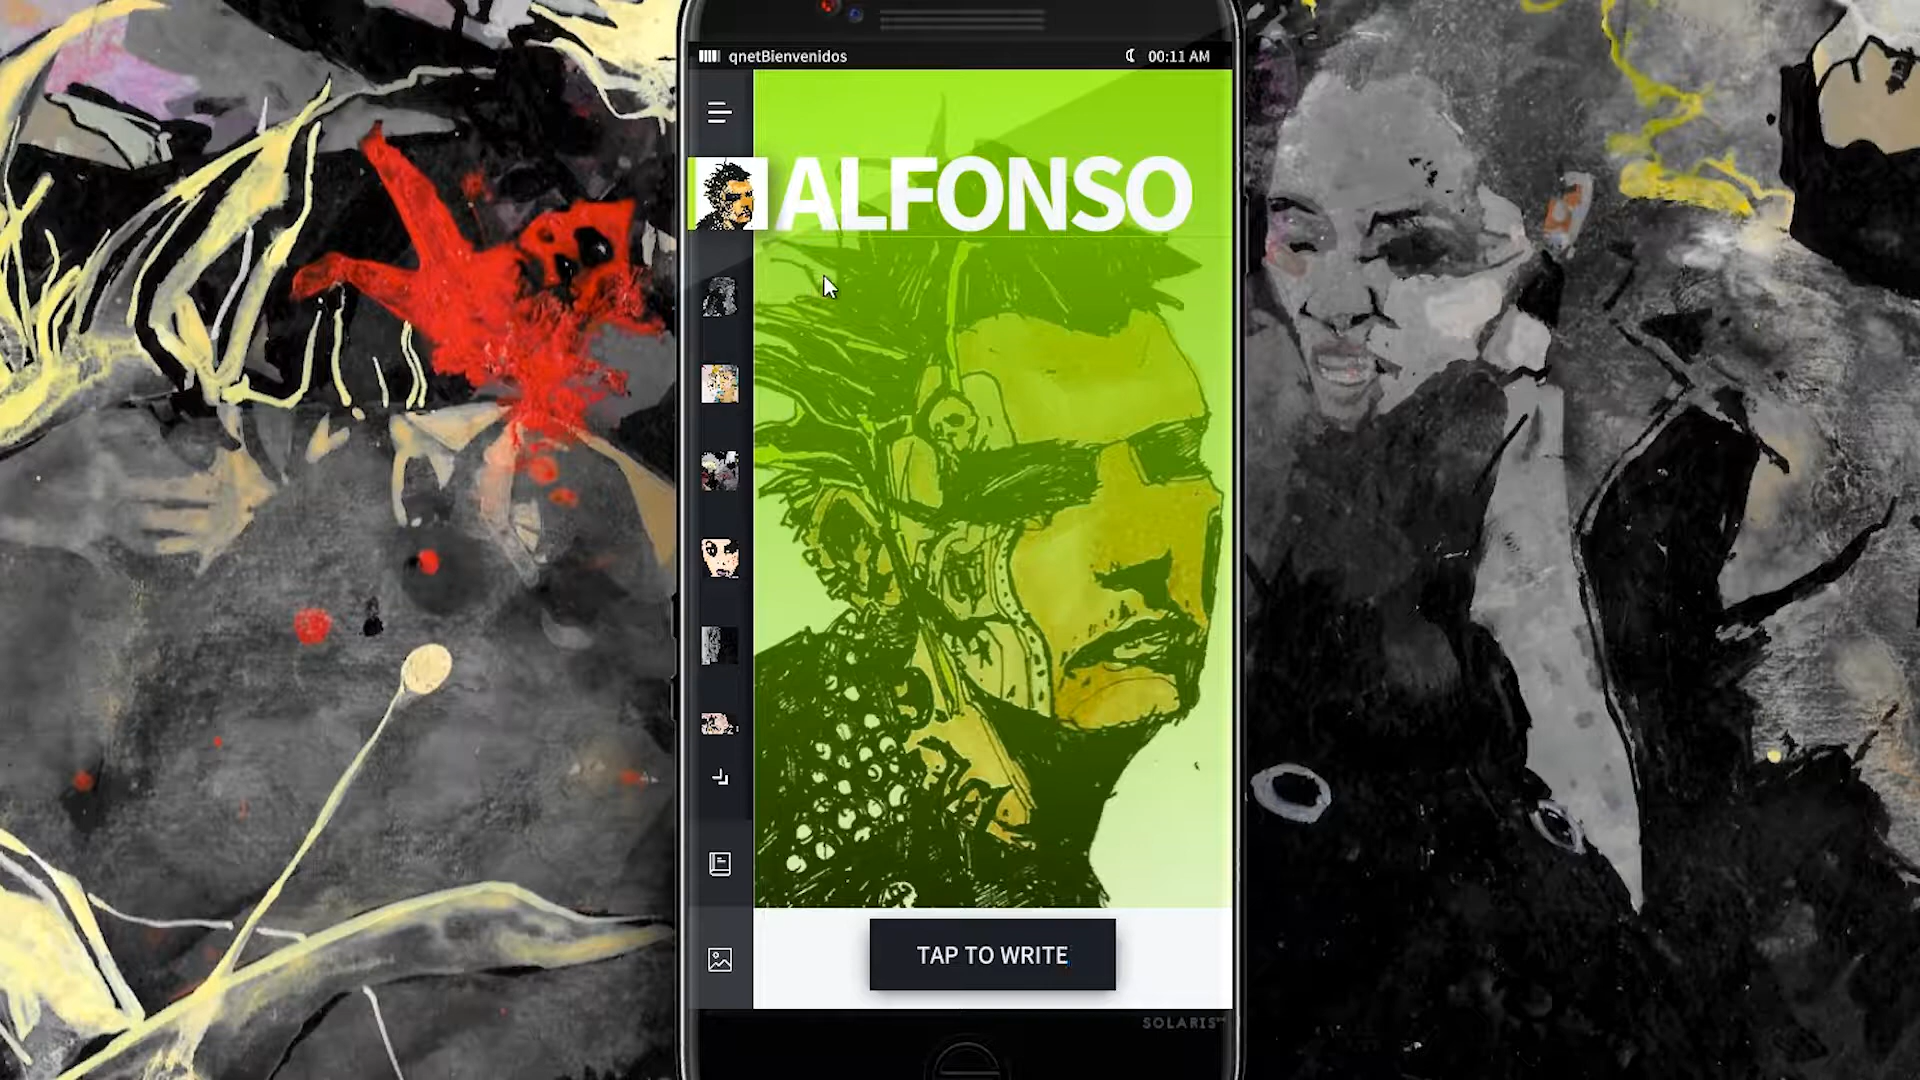 qnetBienvenidos
00:11 AM
ALFONSO
TAP TO WRITE
SOLARIS